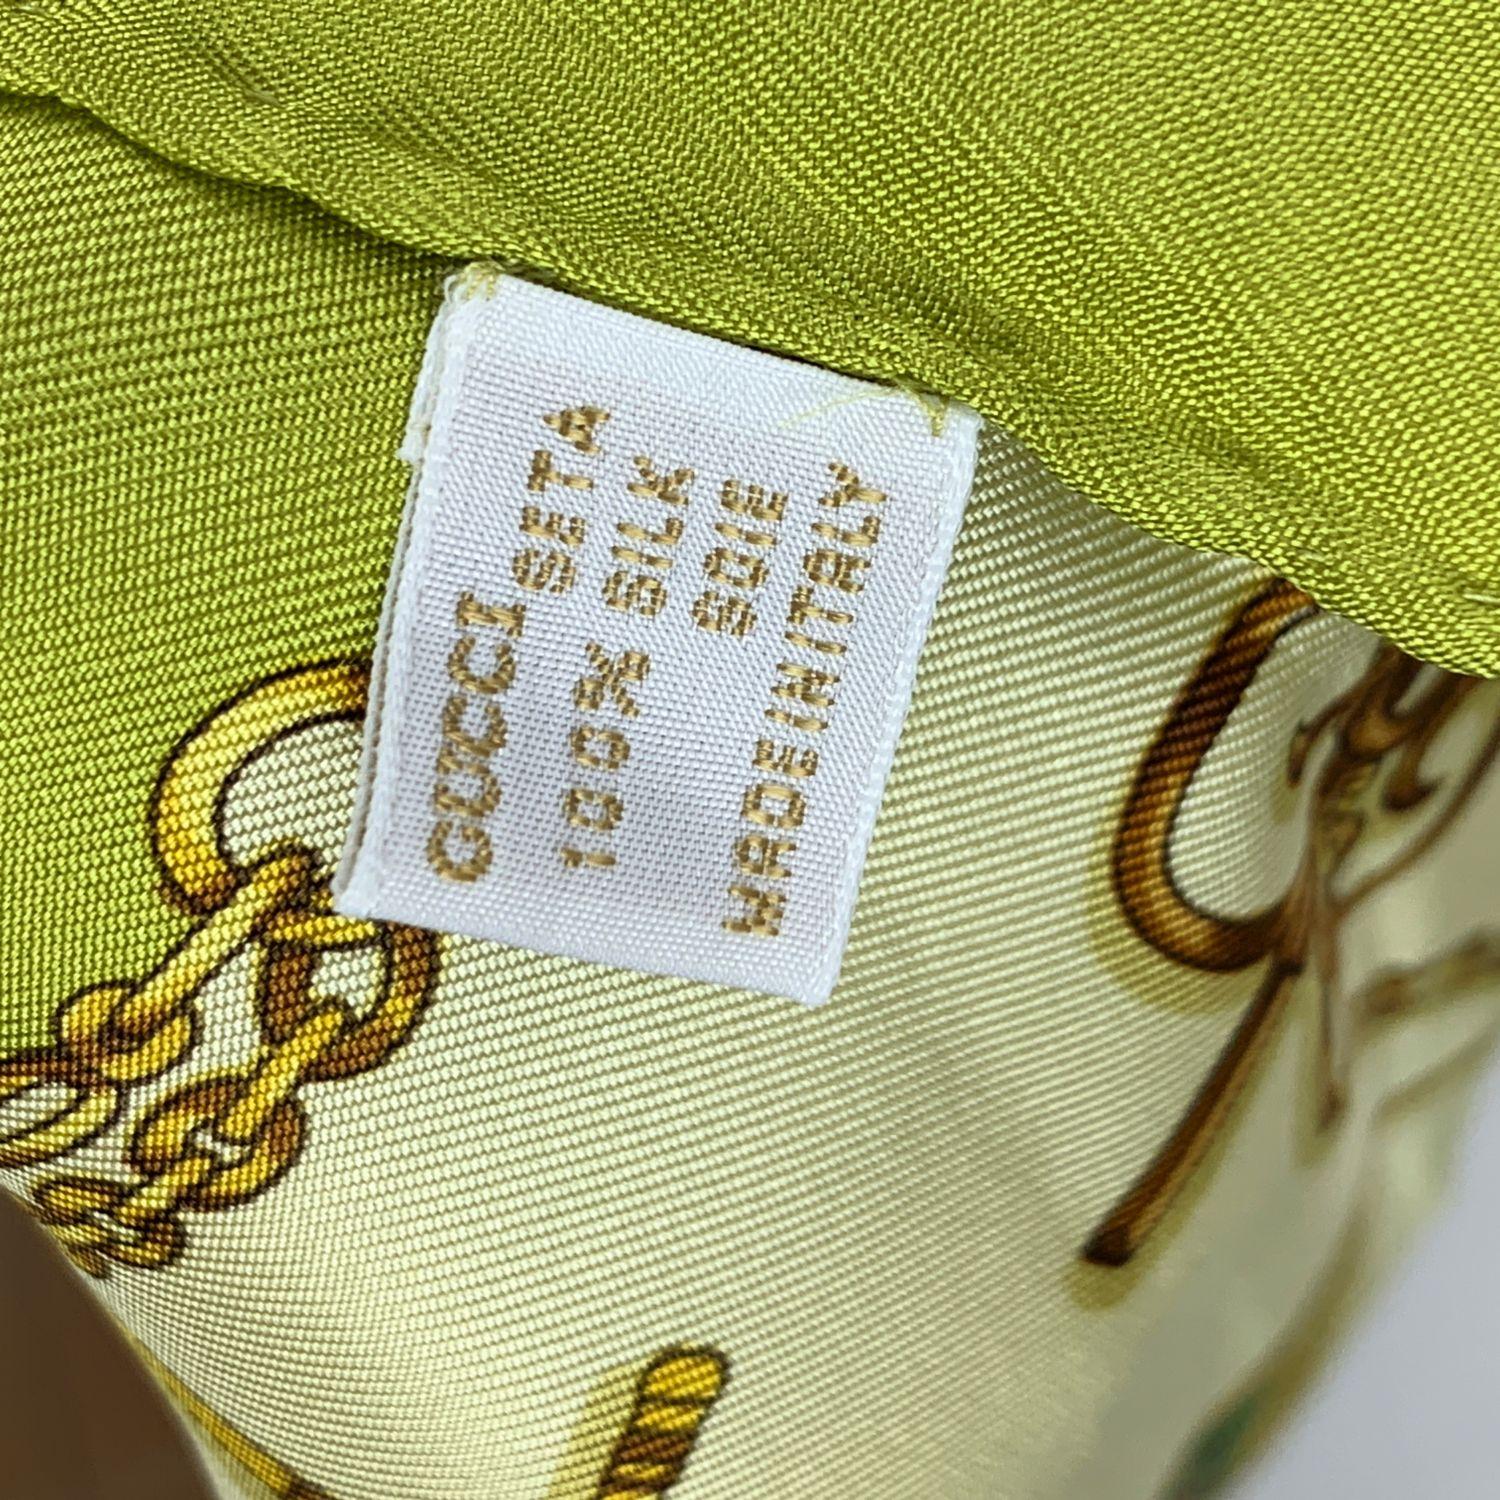 GUCCI SETA
100% SILK
SOIE
MADE IN ITALY